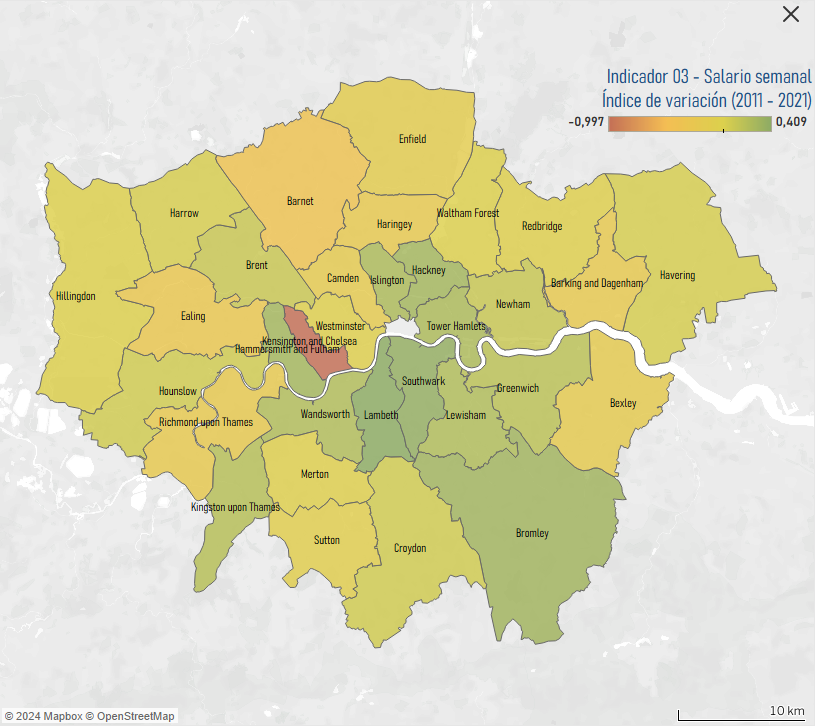 Indicador 03 - Salario semanal
Índice de variación (2011 - 2021)
-0,997
0,409
Enfield
Barnet
Harrow
Haringey
Waltham Forest
Redbridge
Brent
Hackney
Havering
Camden
Islington
Barking and Dagenham
Hillingdon
Newham
Ealing
Westminster
Tower Hamlets
Kensington and Chelsea
Hammersmith and Fulham
Southwark
Greenwich
Hounslow
Bexley
Wandsworth
Lambeth
Lewisham
Richmond upon Thames
Merton
Kingston upon Thames
Bromley
Sutton
Croydon
10 km
© 2024 Mapbox © OpenStreetMap